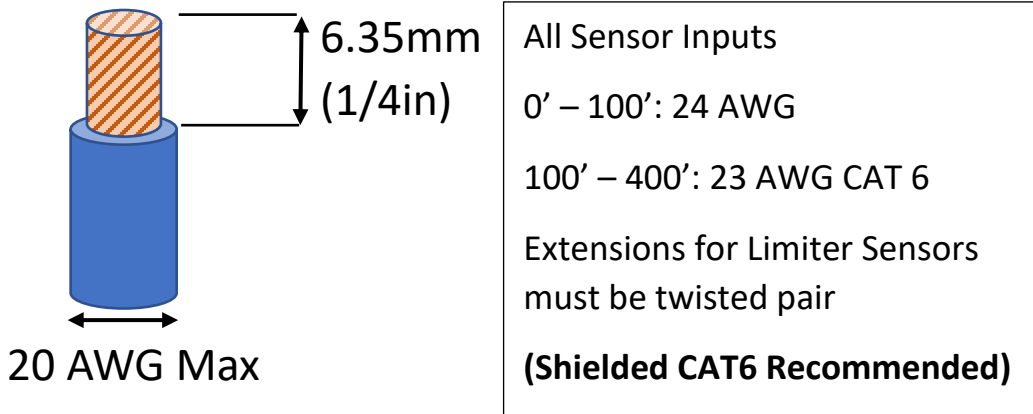 6.35mm
(1/4in)
20 AWG Max
All Sensor Inputs
0’ – 100’: 24 AWG
100’ – 400’: 23 AWG CAT 6
Extensions for Limiter Sensors
must be twisted pair
(Shielded CAT6 Recommended)